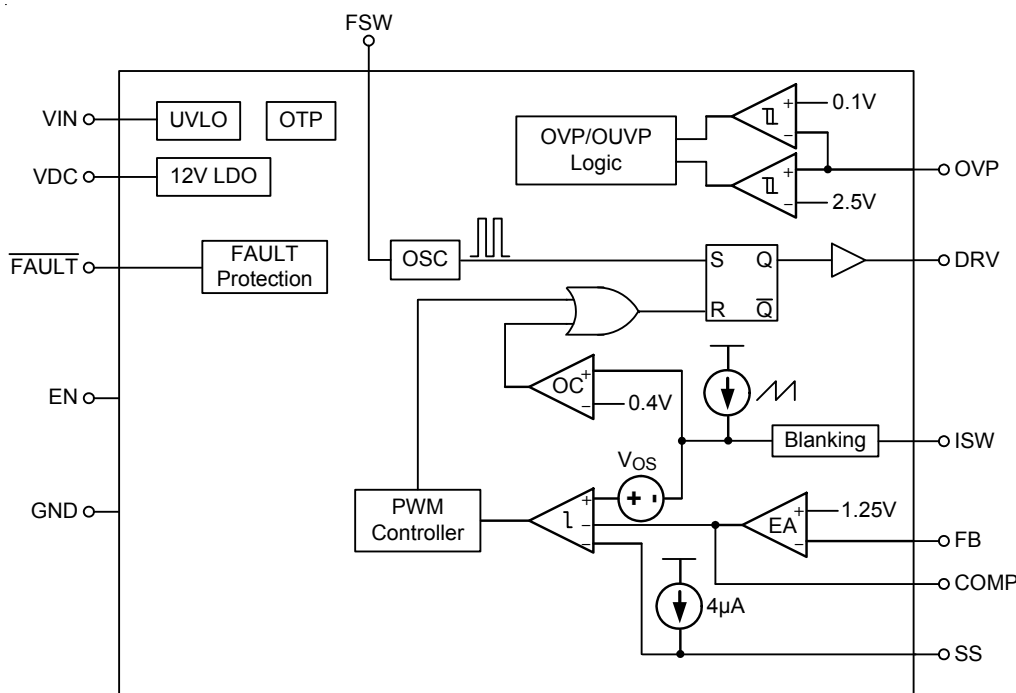 FSW
VIN
UVLO
OTP
0.1V
+
−
OVP/OUVP
Logic
VDC
12V LDO
+
−
2.5V
OVP
FAULT
FAULT
Protection
OSC
S
Q
R
Q
DRV
OC
+
−
0.4V
EN
Blanking
ISW
VOS
+ -
GND
PWM
Controller
+
−
−
EA
+
−
1.25V
FB
COMP
4µA
SS